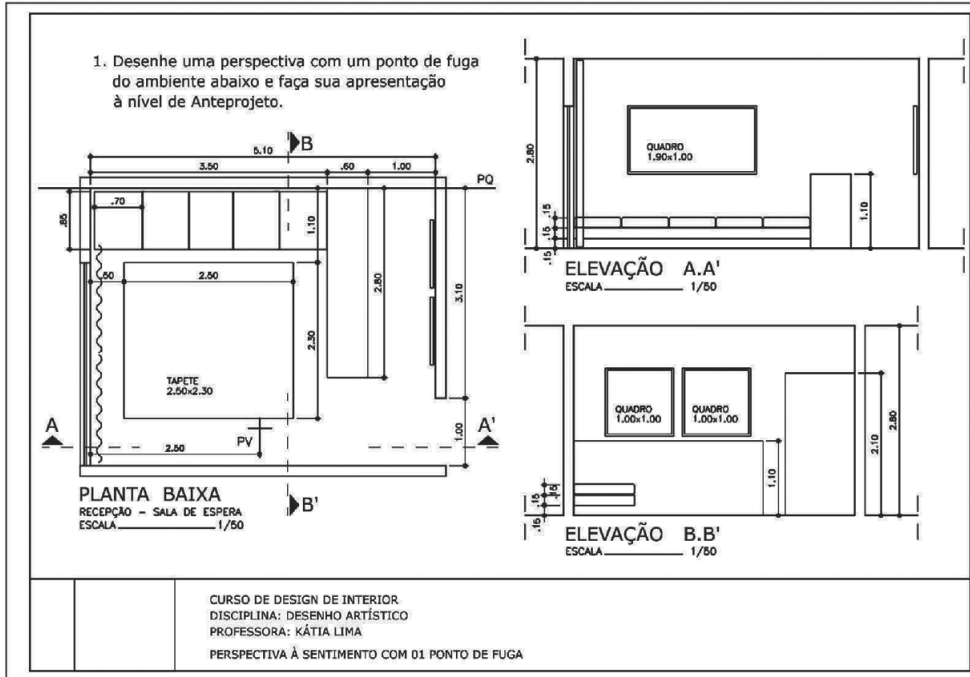 1. Desenhe uma perspectiva com um ponto de fuga
do ambiente abaixo e faça sua apresentação
à nível de Anteprojeto.
B
5.10
3.50
.60
1.00
PQ
.70
.85
1.10
.50
2.50
2.80
3.10
2.30
TAPETE
2.50x2.30
A
A'
PV
1.00
2.50
PLANTA BAIXA
RECEPÇÃO - SALA DE ESPERA
ESCALA 1/50
B'
2.80
QUADRO
1.90x1.00
1.10
.15
.15
.15
ELEVAÇÃO A.A'
ESCALA 1/50
QUADRO
1.00x1.00
QUADRO
1.00x1.00
2.80
2.10
1.10
.15
.15
.15
ELEVAÇÃO B.B'
ESCALA 1/50
CURSO DE DESIGN DE INTERIOR
DISCIPLINA: DESENHO ARTÍSTICO
PROFESSORA: KÁTIA LIMA
PERSPECTIVA À SENTIMENTO COM 01 PONTO DE FUGA